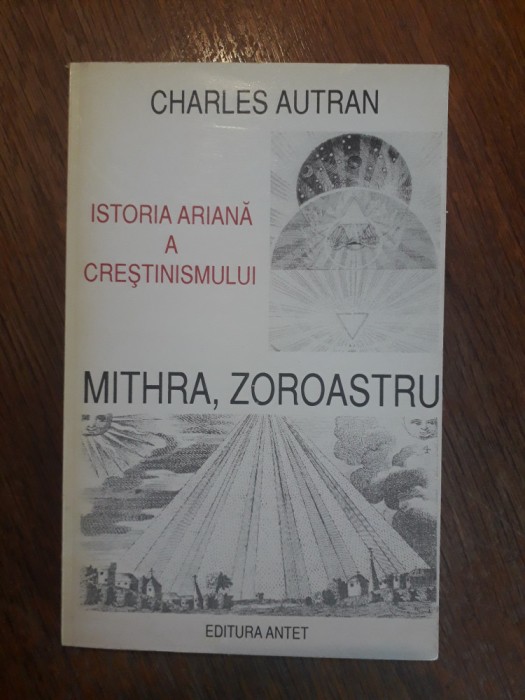 CHARLES AUTRAN
ISTORIA ARIANĂ
A
CREŞTINISMULUI
MITHRA, ZOROASTRU
EDITURA ANTET